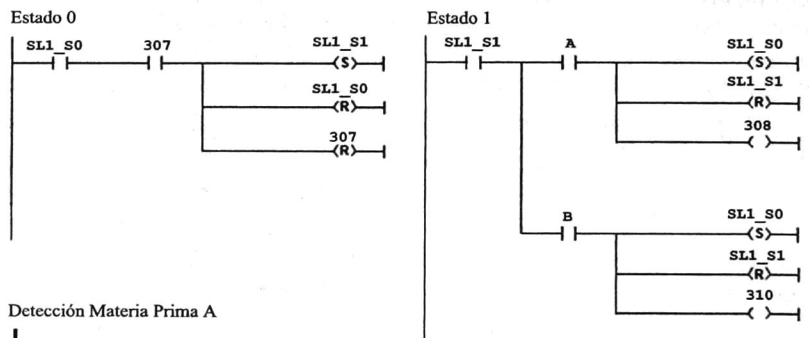 Estado 0
SL1_S0 307 SL1_S1
(S)
SL1_S0
(R)
307
(R)
Detección Materia Prima A
Estado 1
SL1_S1 A SL1_S0
(S)
SL1_S1
(R)
308
( )
B SL1_S0
(S)
SL1_S1
(R)
310
( )